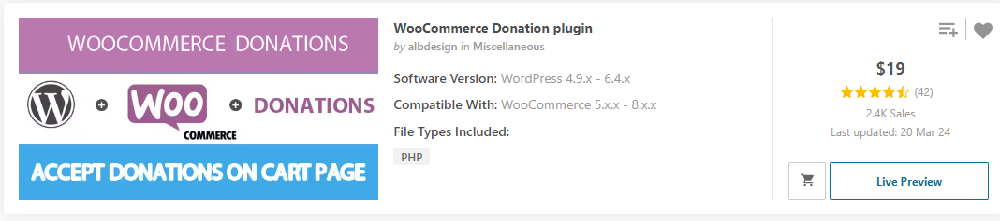 WOOCOMMERCE DONATIONS
W + WOO COMMERCE + DONATIONS
ACCEPT DONATIONS ON CART PAGE
WooCommerce Donation plugin
by albdesign in Miscellaneous
Software Version: WordPress 4.9.x - 6.4.x
Compatible With: WooCommerce 5.x.x - 8.x.x
File Types Included:
PHP
$19
(42)
2.4K Sales
Last updated: 20 Mar 24
Live Preview